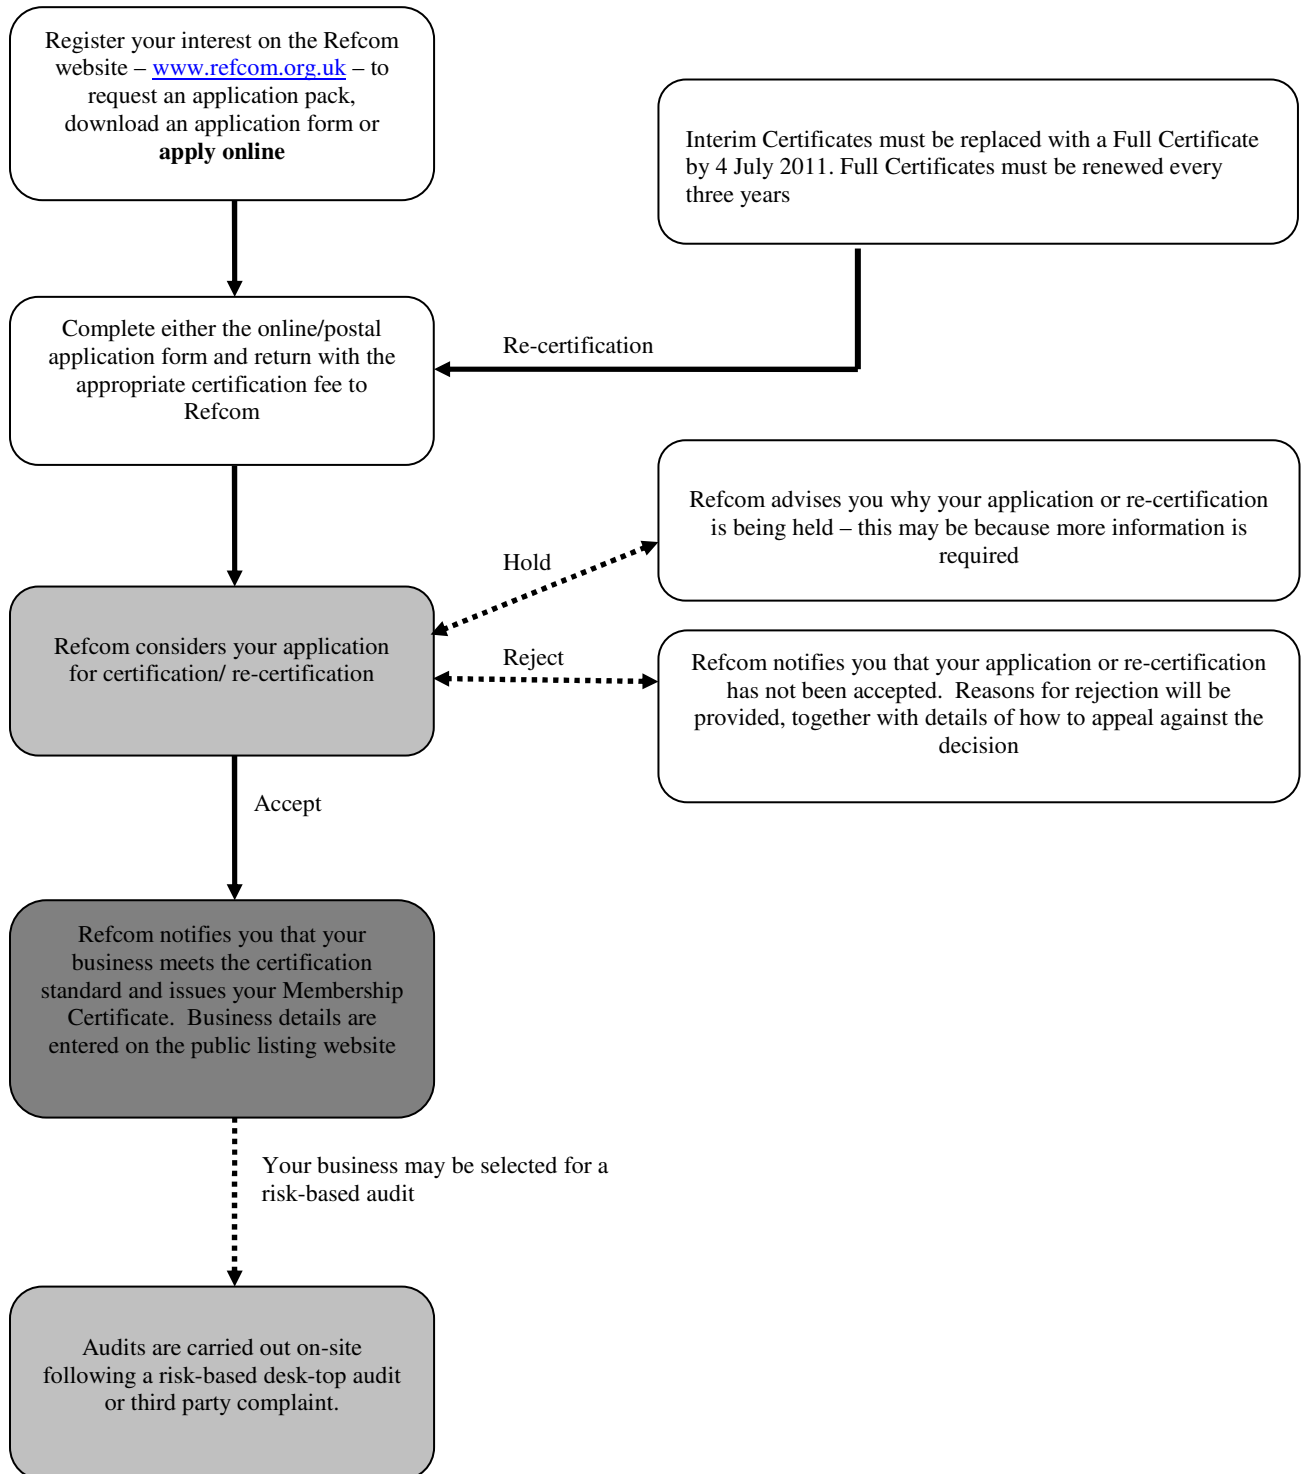 Register your interest on the Refcom
website – www.refcom.org.uk – to
request an application pack,
download an application form or
apply online
Interim Certificates must be replaced with a Full Certificate
by 4 July 2011. Full Certificates must be renewed every
three years
Complete either the online/postal
application form and return with the
appropriate certification fee to
Refcom
Re-certification
Refcom advises you why your application or re-certification
is being held – this may be because more information is
required
Hold
Refcom considers your application
for certification/ re-certification
Reject
Refcom notifies you that your application or re-certification
has not been accepted.  Reasons for rejection will be
provided, together with details of how to appeal against the
decision
Accept
Refcom notifies you that your
business meets the certification
standard and issues your Membership
Certificate.  Business details are
entered on the public listing website
Your business may be selected for a
risk-based audit
Audits are carried out on-site
following a risk-based desk-top audit
or third party complaint.